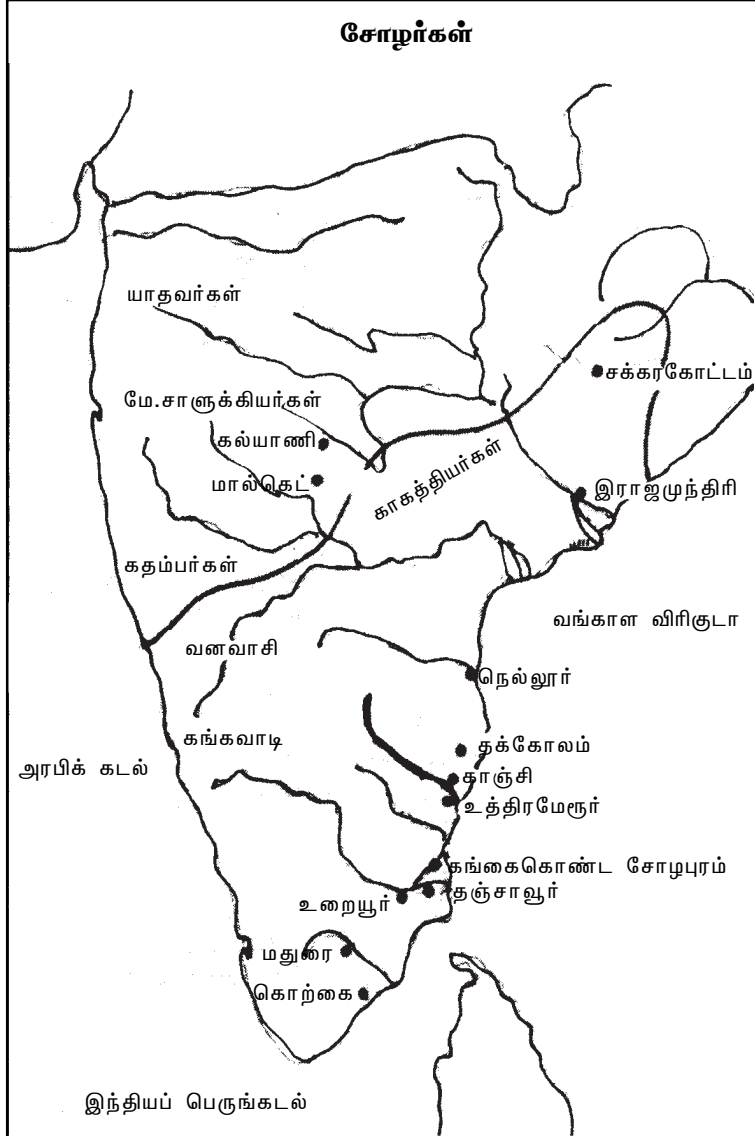 சோழர்கள்
யாதவர்கள்
சக்கரகோட்டம்
மே.சாளுக்கியர்கள்
கல்யாணி
மால்கெட்
காகத்தியர்கள்
இராஜமுந்திரி
கதம்பர்கள்
வங்காள விரிகுடா
வனவாசி
நெல்லூர்
கங்கவாடி
தக்கோலம்
அரபிக் கடல்
காஞ்சி
உத்திரமேரூர்
கங்கைகொண்ட சோழபுரம்
தஞ்சாவூர்
உறையூர்
மதுரை
கொற்கை
இந்தியப் பெருங்கடல்